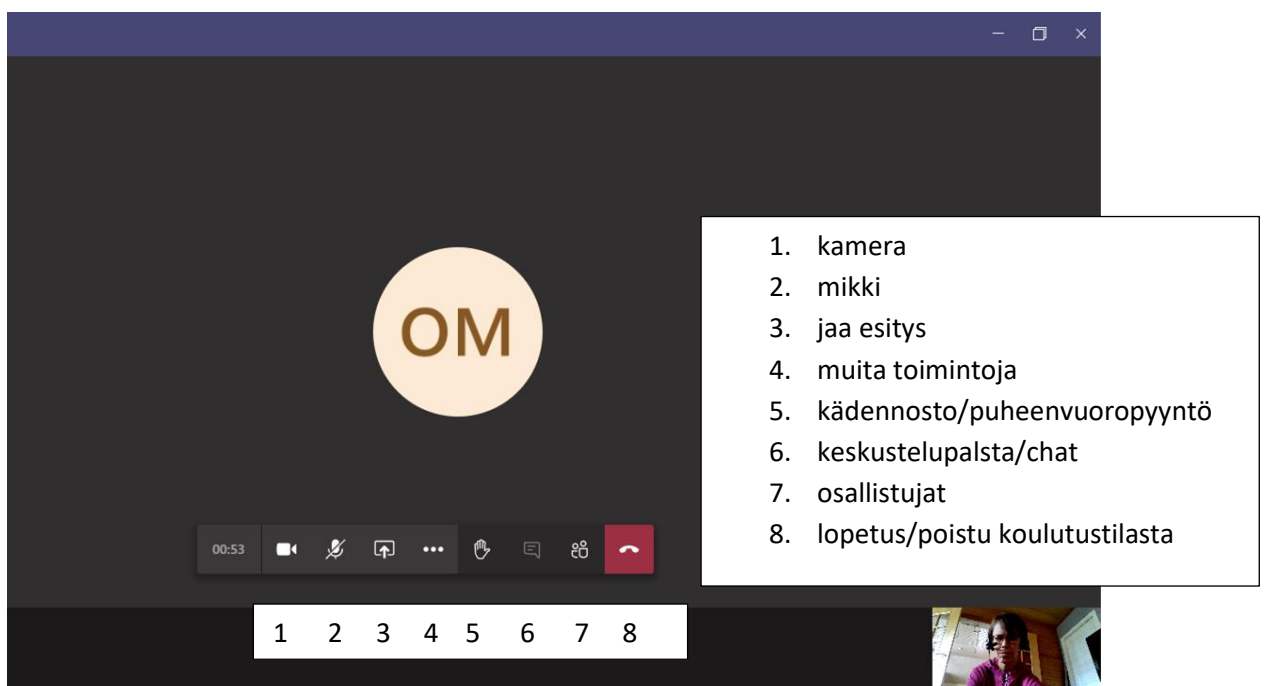 OM
1. kamera
2. mikki
3. jaa esitys
4. muita toimintoja
5. kädennosto/puheenvuoropyyntö
6. keskustelupalsta/chat
7. osallistujat
8. lopetus/poistu koulutustilasta
00:53
1 2 3 4 5 6 7 8